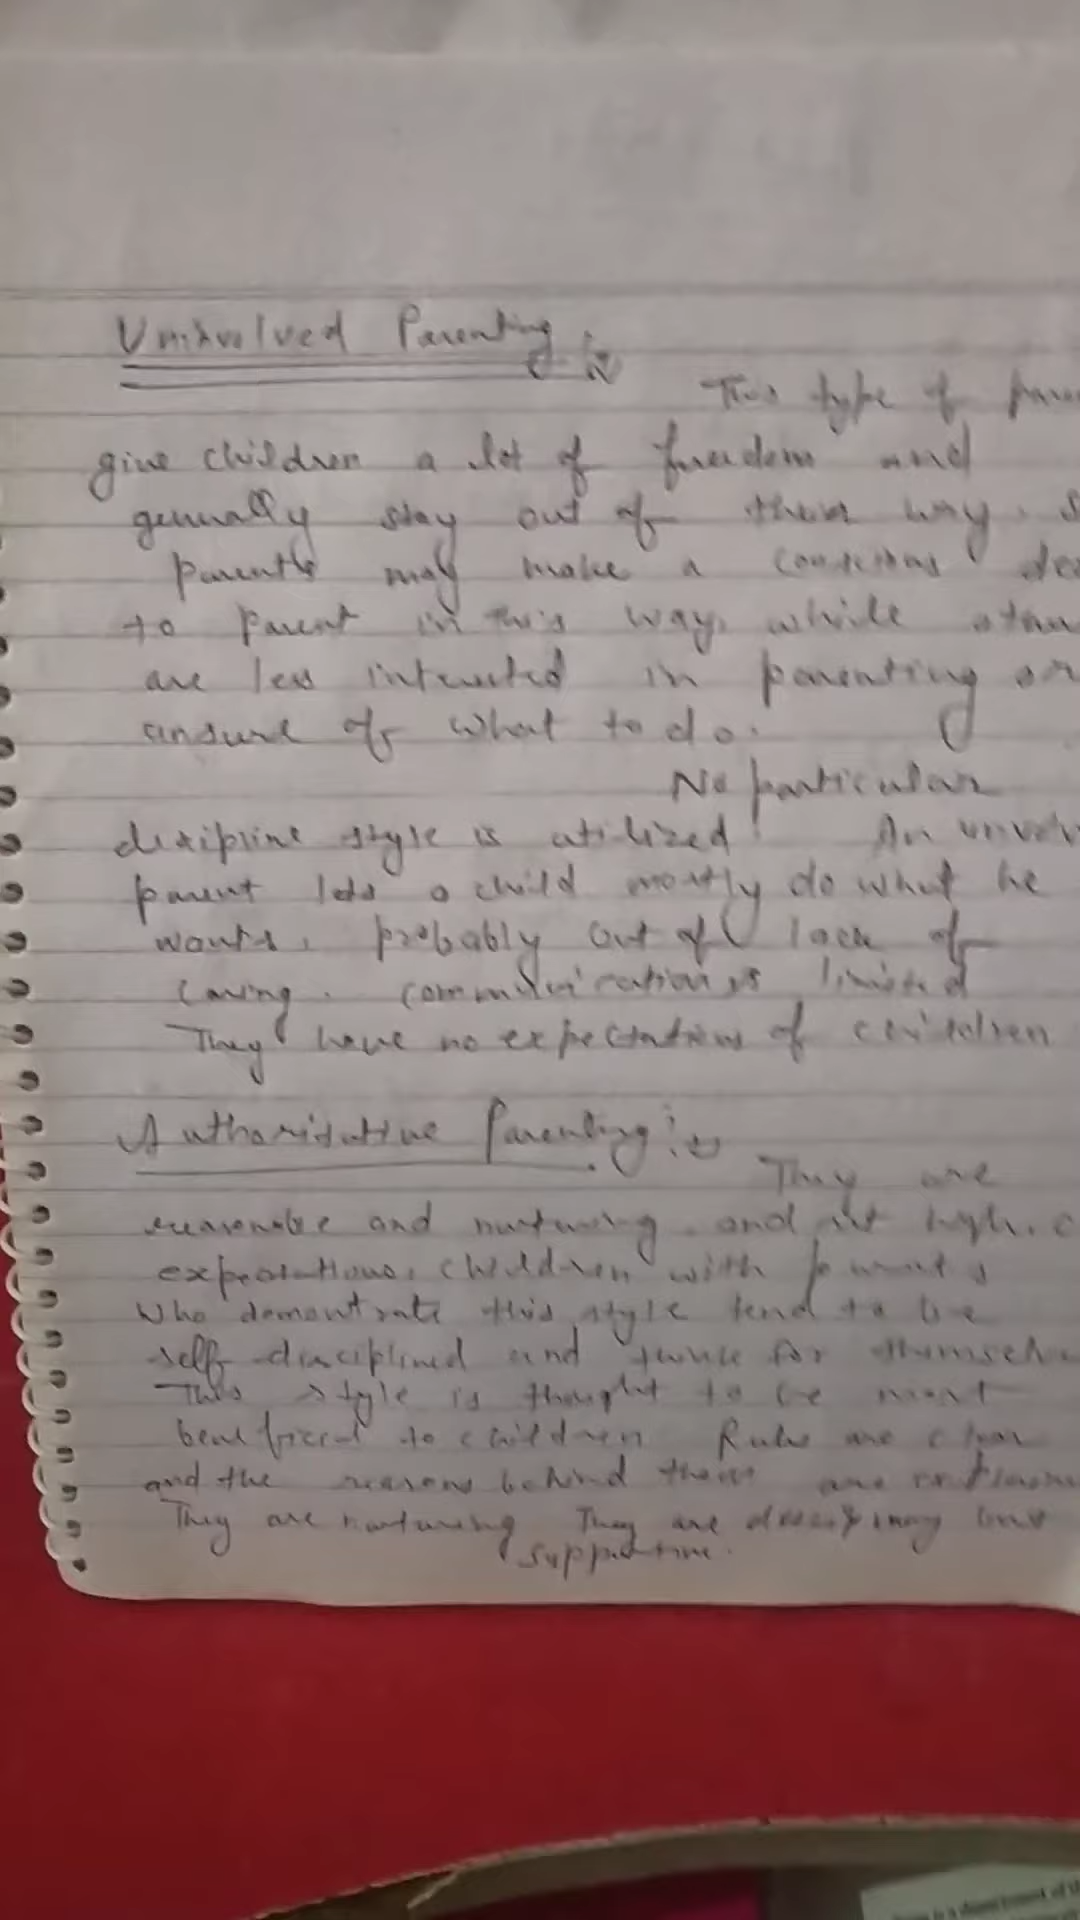 Uninvolved Parenting :
This type of
give children a lot of freedom and
generally stay out of their way.
parents may make a conscious
to parent in this way, while
are less interested in parenting or
unsure of what to do.
No particular
discipline style is utilized. An
parent lets a child mostly do what he
wants, probably out of lack of
caring. Communication is limited
They have no expectations of children
Authoritative Parenting :
They are
reasonable and nurturing, and set high,
expectations, children with parents
who demontrate this style tend to be
self-disciplined and for
This style is thought to be most
to children Rules are clear
and the reasons behind them are
They are nurturing They are
supportive.